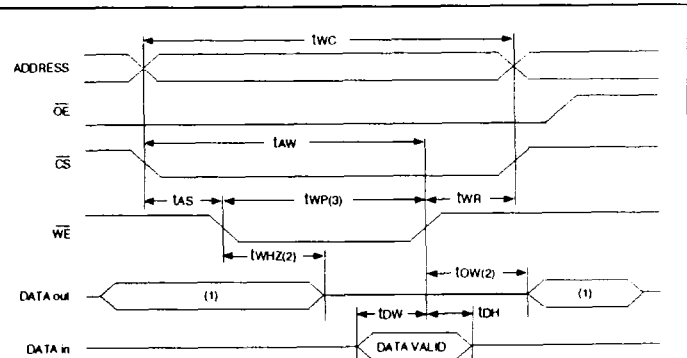 tWC
ADDRESS
OE
tAW
CS
tAS tWP(3) tWR
WE
tWHZ(2) tOW(2)
DATA out (1) (1)
tDW tDH
DATA in DATA VALID